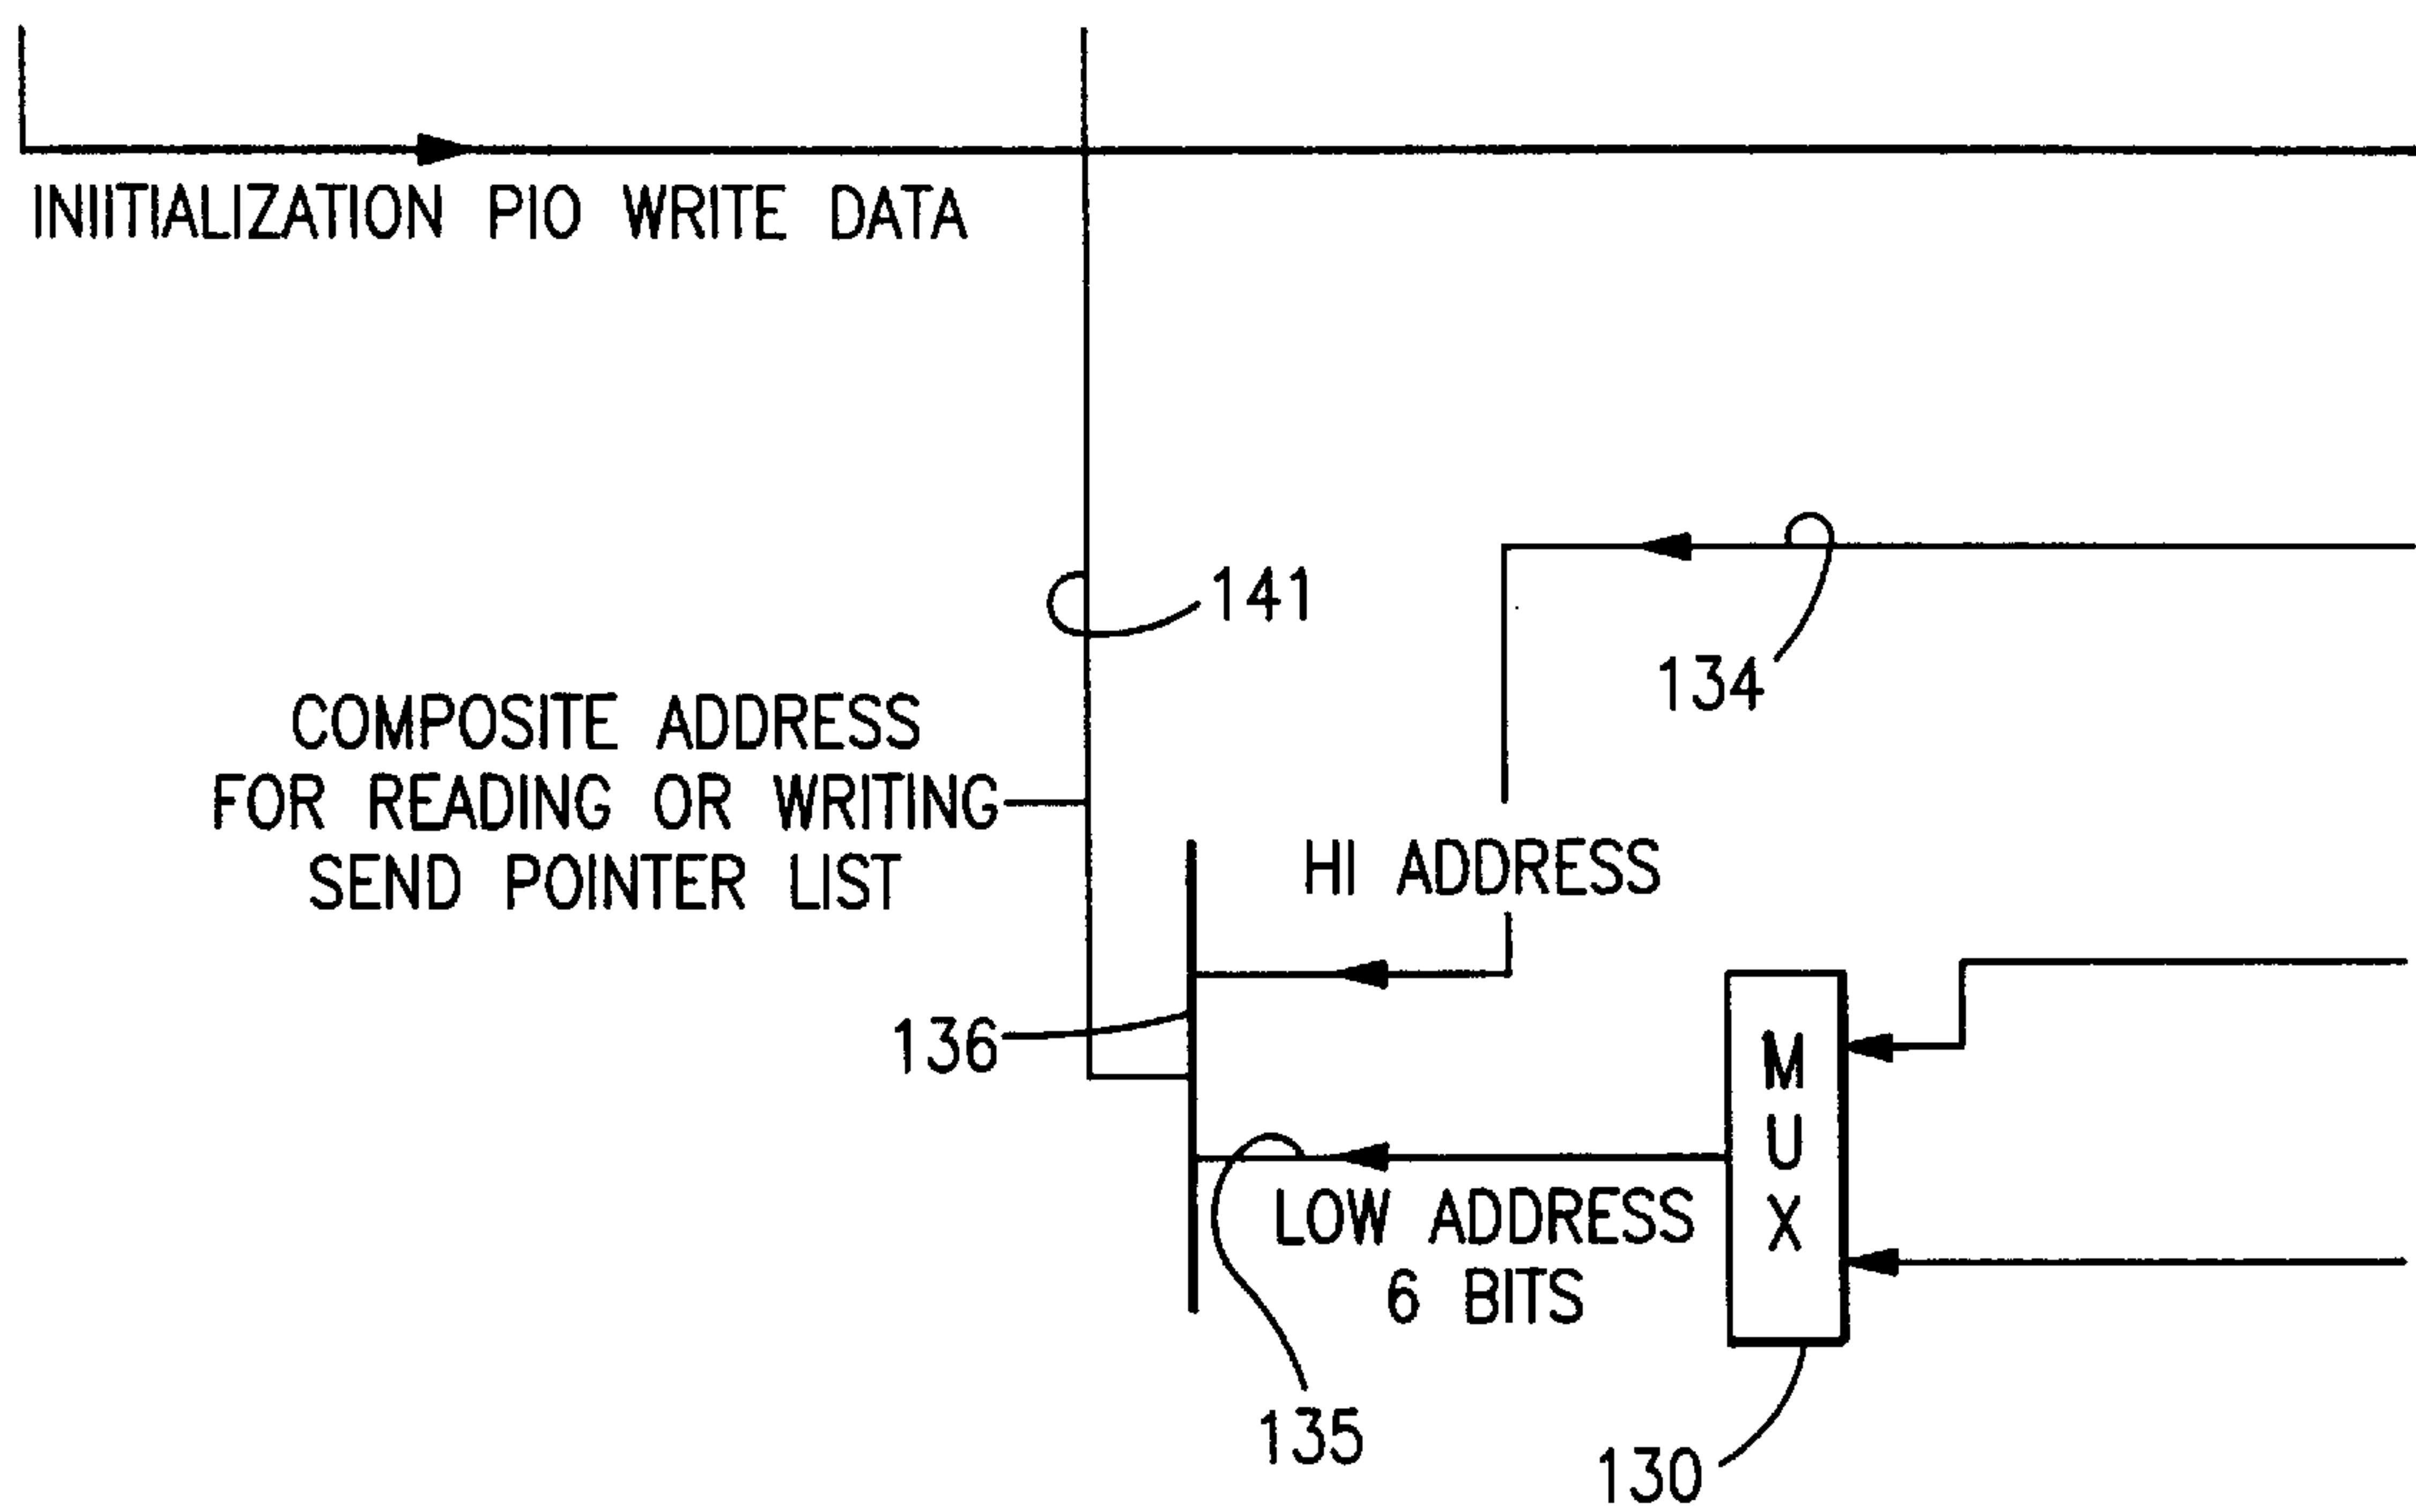 INIITIALIZATION PIO WRITE DATA
141
134
COMPOSITE ADDRESS
FOR READING OR WRITING
SEND POINTER LIST
HI ADDRESS
136
MUX
LOW ADDRESS
6 BITS
135
130